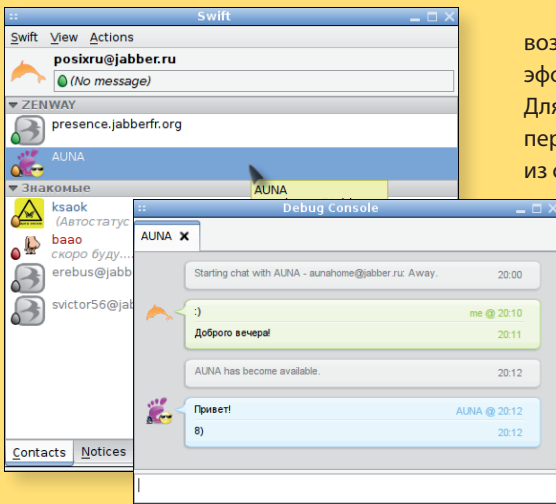 Swift
Swift View Actions
posixru@jabber.ru
(No message)
ZENWAY
presence.jabberfr.org
AUNA
AUNA
Знакомые
ksaok
(Автостатус
baao
скоро буду....
erebus@jabb
svictor56@jab
Contacts Notices
Debug Console
AUNA
Starting chat with AUNA - aunahome@jabber.ru: Away. 20:00
:) me @ 20:10
Доброго вечера! 20:11
AUNA has become available. 20:12
Привет! AUNA @ 20:12
8) 20:12
воз
эфф
Для
пер
из